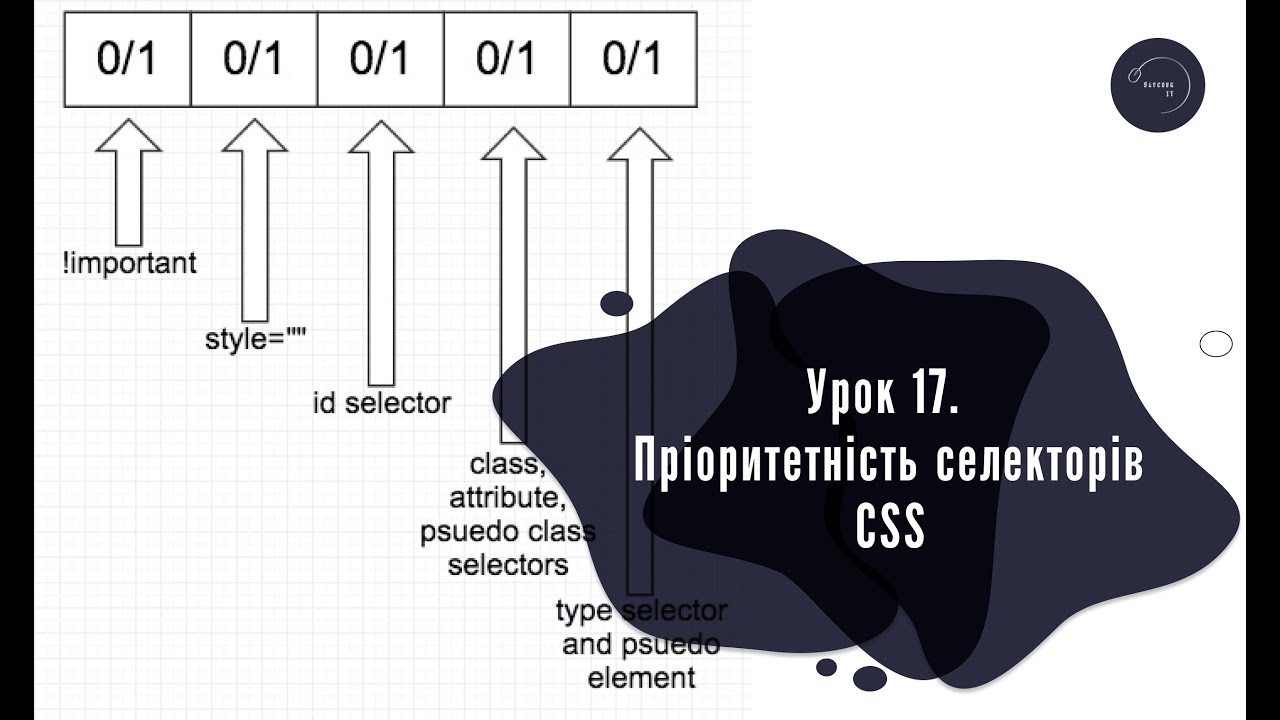 0/1 0/1 0/1 0/1 0/1
!important
style=""
id selector
class,
attribute,
psuedo class
selectors
type selector
and psuedo
element
Урок 17.
Пріоритетність селекторів
CSS
IT